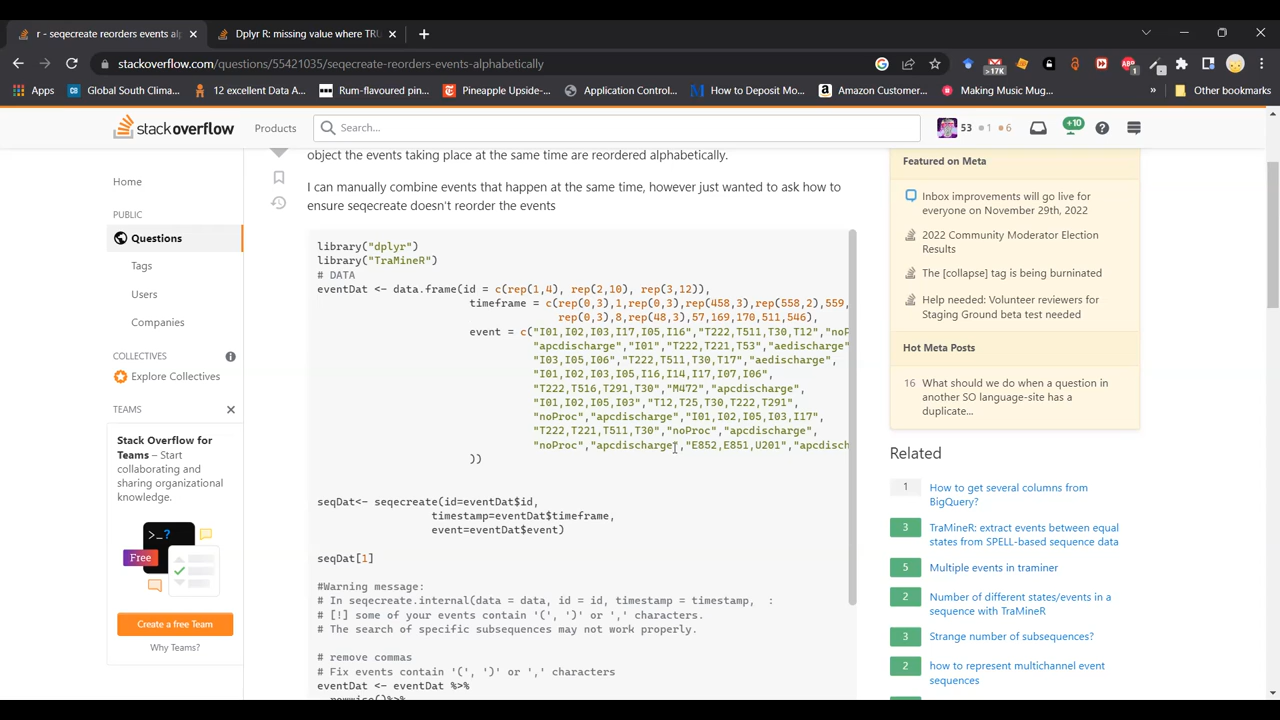 r - seqecreate reorders events al
Dplyr R: missing value where TRU
stackoverflow.com/questions/55421035/seqecreate-reorders-events-alphabetically
>17K
1
Apps
Global South Clima...
12 excellent Data A...
Rum-flavoured pin...
Pineapple Upside-...
Application Control...
How to Deposit Mo...
Amazon Customer...
Making Music Mug...
»
Other bookmarks
stackoverflow
Products
Search...
53 1 6
+10
Home
PUBLIC
Questions
Tags
Users
Companies
COLLECTIVES
Explore Collectives
TEAMS
Stack Overflow for
Teams – Start
collaborating and
sharing organizational
knowledge.
>_?
Free
Create a free Team
Why Teams?
object the events taking place at the same time are reordered alphabetically.
I can manually combine events that happen at the same time, however just wanted to ask how to
ensure seqecreate doesn't reorder the events
library("dplyr")
library("TraMineR")
# DATA
eventDat <- data.frame(id = c(rep(1,4), rep(2,10), rep(3,12)),
timeframe = c(rep(0,3),1,rep(0,3),rep(458,3),rep(558,2),559,
rep(0,3),8,rep(48,3),57,169,170,511,546),
event = c("I01,I02,I03,I17,I05,I16","T222,T511,T30,T12","noP
"apcdischarge","I01","T222,T221,T53","aedischarge",
"I03,I05,I06","T222,T511,T30,T17","aedischarge",
"I01,I02,I03,I05,I16,I14,I17,I07,I06",
"T222,T516,T291,T30","M472","apcdischarge",
"I01,I02,I05,I03","T12,T25,T30,T222,T291",
"noProc","apcdischarge","I01,I02,I05,I03,I17",
"T222,T221,T511,T30","noProc","apcdischarge",
"noProc","apcdischarge","E852,E851,U201","apcdisch
))
seqDat<- seqecreate(id=eventDat$id,
timestamp=eventDat$timeframe,
event=eventDat$event)
seqDat[1]
#Warning message:
# In seqecreate.internal(data = data, id = id, timestamp = timestamp,  :
# [!] some of your events contain '(', ')' or ',' characters.
# The search of specific subsequences may not work properly.
# remove commas
# Fix events contain '(', ')' or ',' characters
eventDat <- eventDat %>%
rowwise()%>%
Featured on Meta
Inbox improvements will go live for
everyone on November 29th, 2022
2022 Community Moderator Election
Results
The [collapse] tag is being burninated
Help needed: Volunteer reviewers for
Staging Ground beta test needed
Hot Meta Posts
16 What should we do when a question in
another SO language-site has a
duplicate...
Related
1 How to get several columns from
BigQuery?
3 TraMineR: extract events between equal
states from SPELL-based sequence data
5 Multiple events in traminer
2 Number of different states/events in a
sequence with TraMineR
3 Strange number of subsequences?
2 how to represent multichannel event
sequences